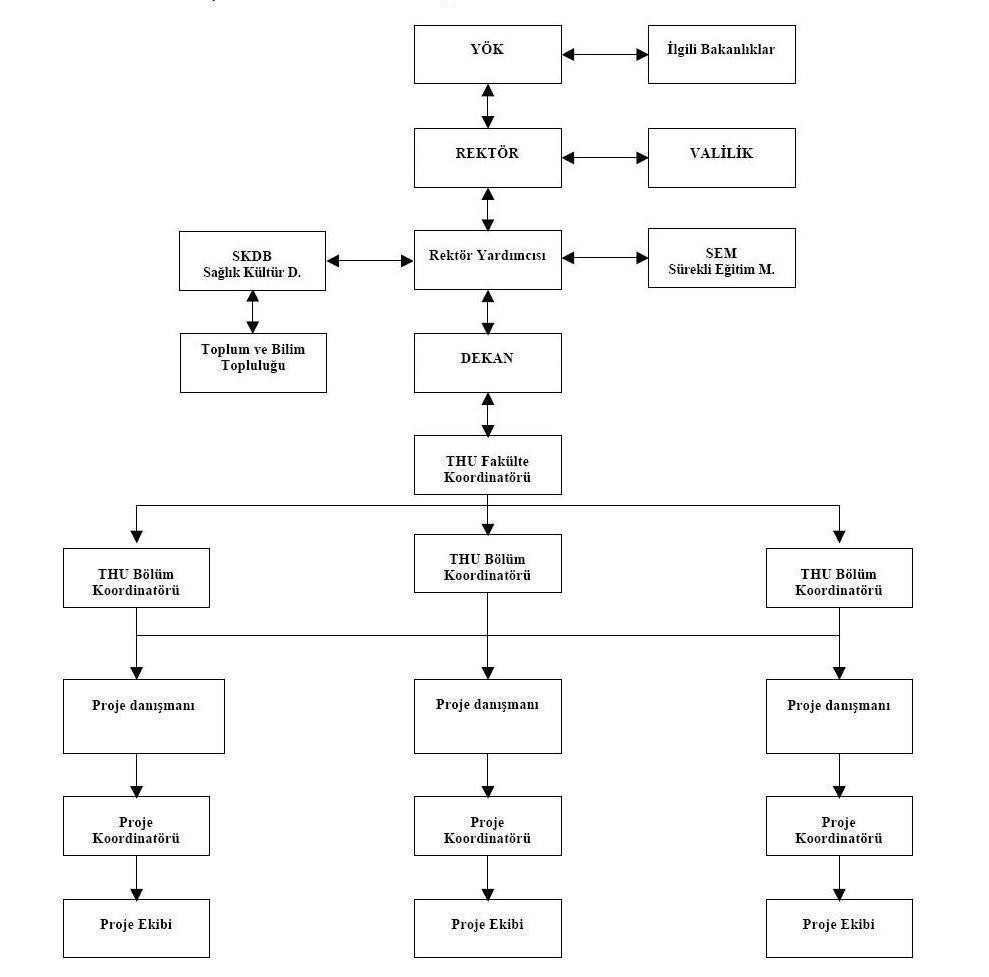 YÖK
İlgili Bakanlıklar
REKTÖR
VALİLİK
SKDB
Sağlık Kültür D.
Rektör Yardımcısı
SEM
Sürekli Eğitim M.
Toplum ve Bilim
Topluluğu
DEKAN
THU Fakülte
Koordinatörü
THU Bölüm
Koordinatörü
THU Bölüm
Koordinatörü
THU Bölüm
Koordinatörü
Proje danışmanı
Proje danışmanı
Proje danışmanı
Proje
Koordinatörü
Proje
Koordinatörü
Proje
Koordinatörü
Proje Ekibi
Proje Ekibi
Proje Ekibi